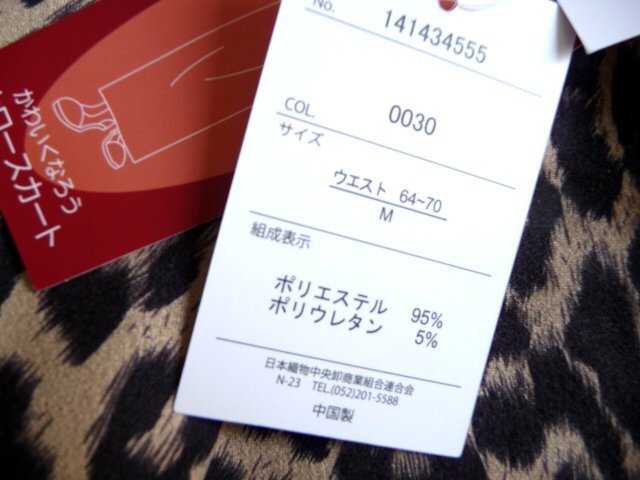 かわいくなろう
ロースカート
No.
141434555
COL. 0030
サイズ
ウエスト 64~70
M
組成表示
ポリエステル 95%
ポリウレタン 5%
日本織物中央卸商業組合連合会
N-23 TEL.(052)201-5588
中国製